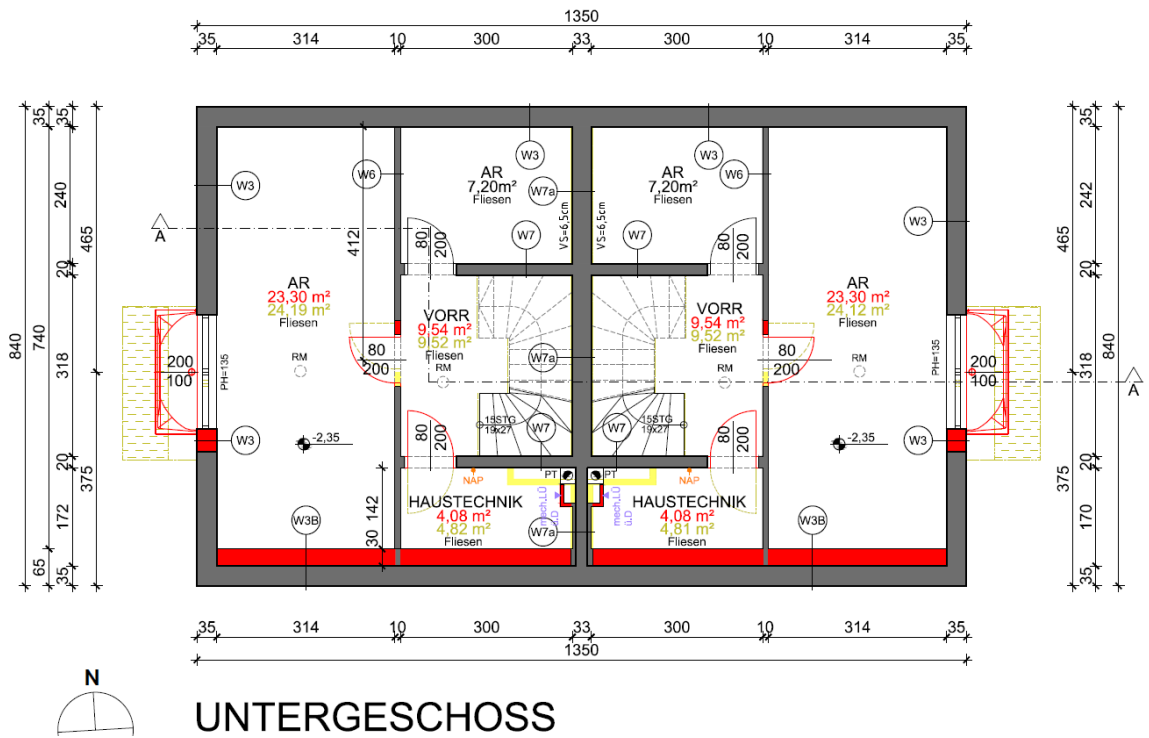 1350
35 314 10 300 33 300 10 314 35
840
35
740
65
35
240
20
318
20
172
35
465
375
W3
W6
412
AR
7,20m²
Fliesen
W3
W7a
W7
VS=6,5cm
VS=6,5cm
AR
7,20m²
Fliesen
W3
W6
W7
W3
35
242
20
318
20
170
35
465
375
840
A
80
200
80
200
AR
23,30 m²
24,19 m²
Fliesen
VORR
9,54 m²
9,52 m²
Fliesen
VORR
9,54 m²
9,52 m²
Fliesen
AR
23,30 m²
24,12 m²
Fliesen
200
100
PH=135
RM
80
200
RM
W7a
RM
80
200
RM
PH=135
200
100
A
W3
-2,35
80
200
15STG
19x27
W7
W7
15STG
19x27
80
200
-2,35
W3
NAP
PT
PT
NAP
HAUSTECHNIK
4,08 m²
4,82 m²
Fliesen
mech.LÜ
ü.D
mech.LÜ
ü.D
HAUSTECHNIK
4,08 m²
4,81 m²
Fliesen
142
30
W3B
W7a
W3B
35 314 10 300 33 300 10 314 35
1350
N
UNTERGESCHOSS